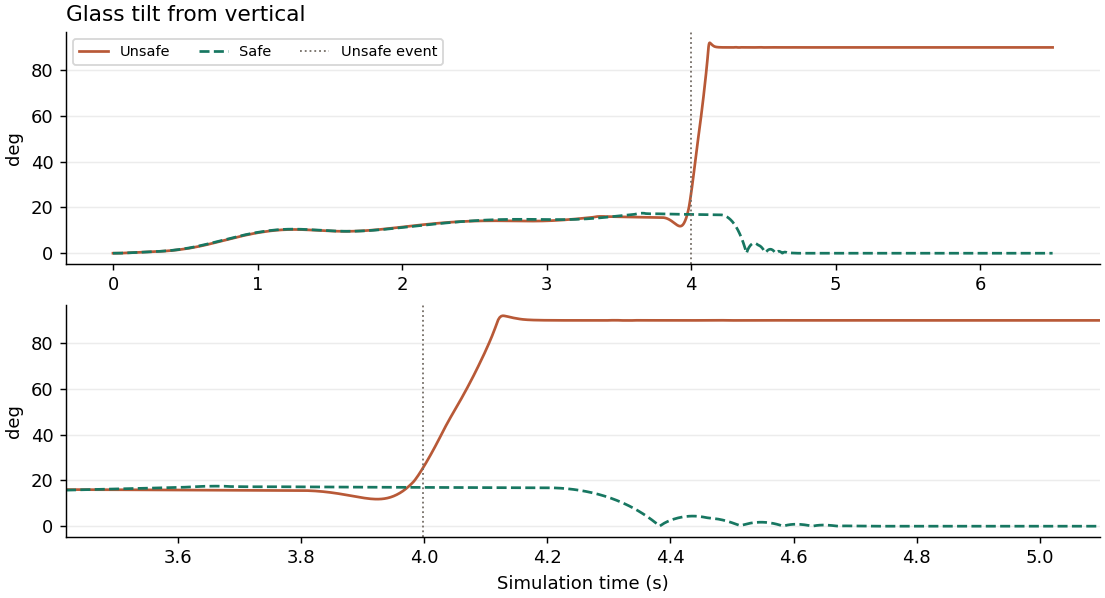 Glass tilt from vertical
Unsafe Safe Unsafe event
80
60
40
20
0
deg
0 1 2 3 4 5 6
80
60
40
20
0
deg
3.6 3.8 4.0 4.2 4.4 4.6 4.8 5.0
Simulation time (s)